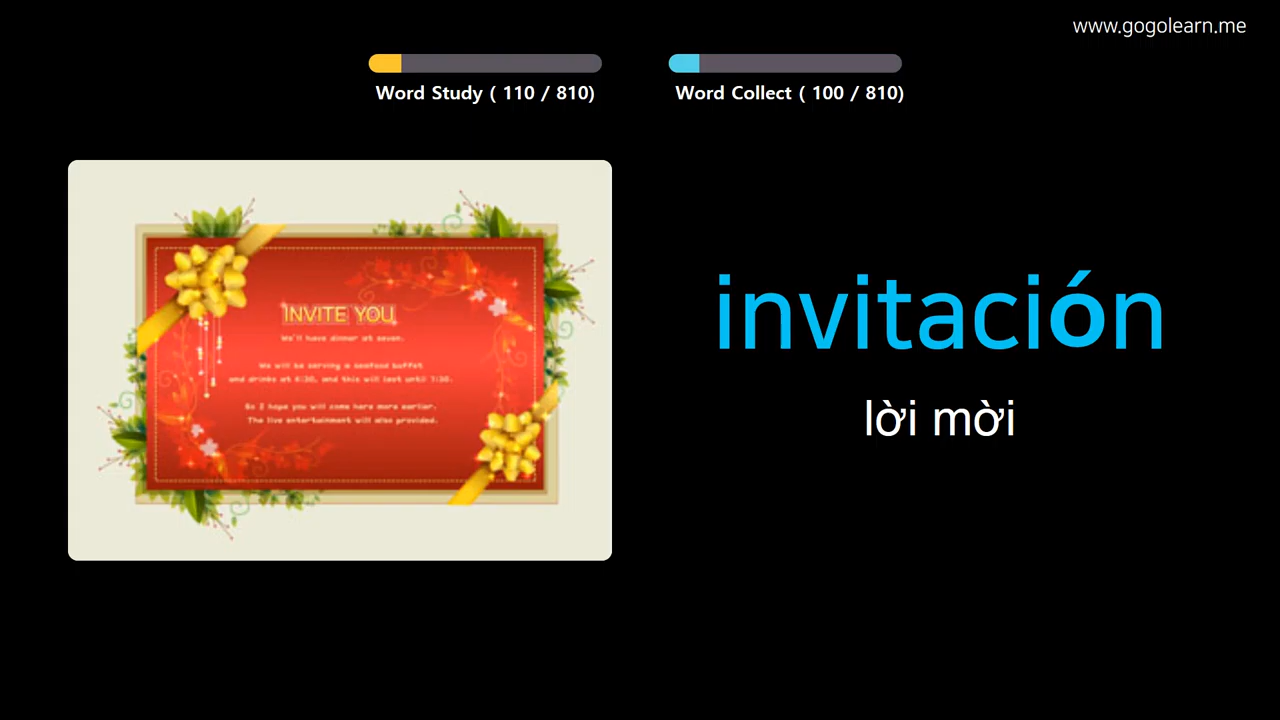 www.gogolearn.me
Word Study ( 110 / 810)
Word Collect ( 100 / 810)
INVITE YOU
We'll have dinner at seven.
We will be serving a seafood buffet
and drinks at 6:30, and this will last until 7:30.
So I hope you will come here more earlier.
The live entertainment will also provided.
invitación
lời mời